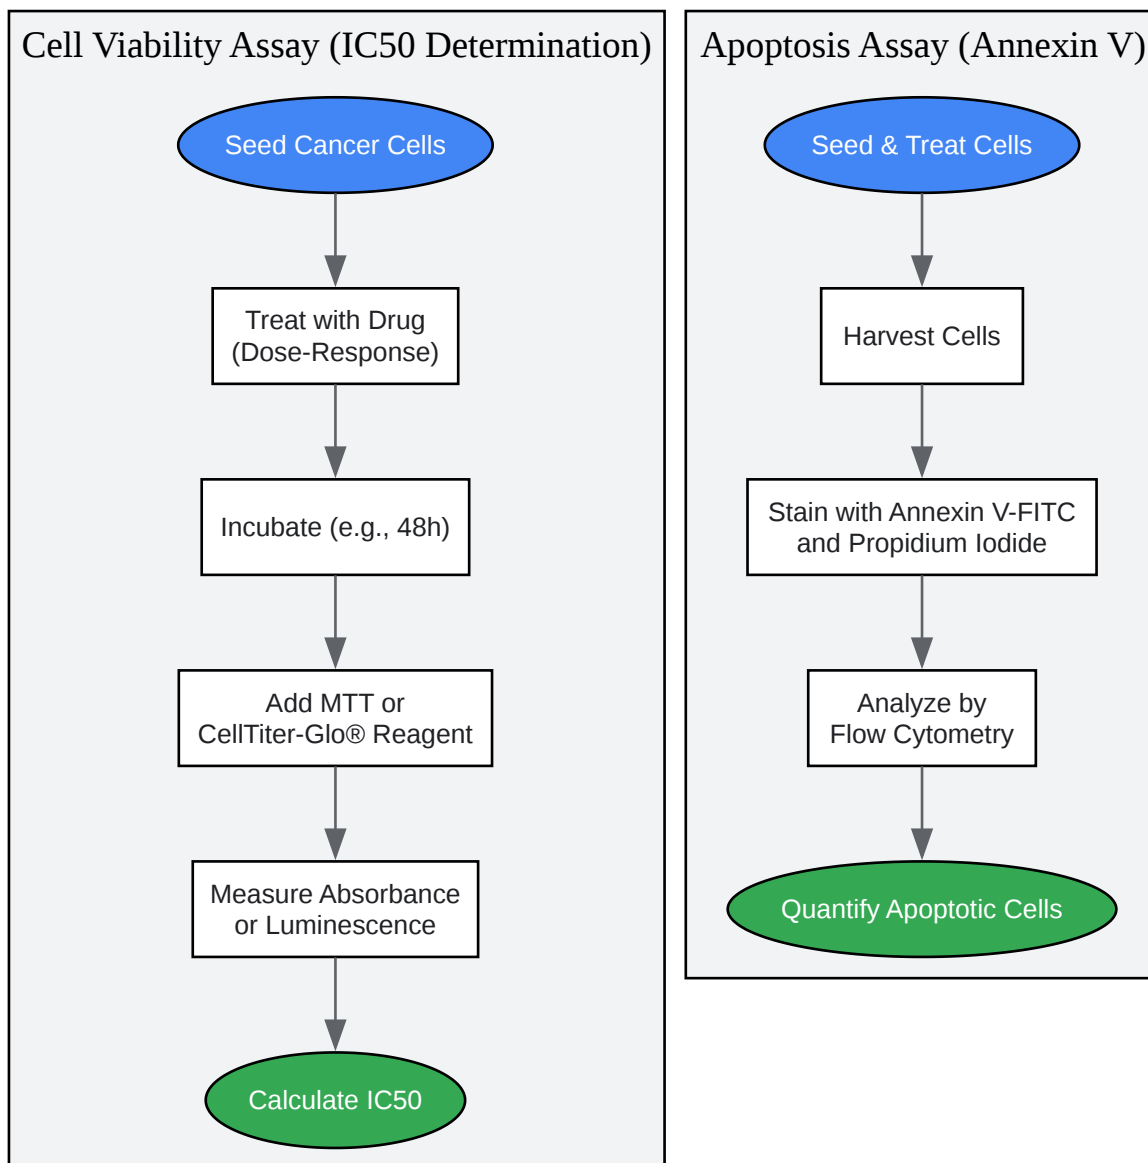 Cell Viability Assay (IC50 Determination)
Seed Cancer Cells
Treat with Drug
(Dose-Response)
Incubate (e.g., 48h)
Add MTT or
CellTiter-Glo® Reagent
Measure Absorbance
or Luminescence
Calculate IC50
Apoptosis Assay (Annexin V)
Seed & Treat Cells
Harvest Cells
Stain with Annexin V-FITC
and Propidium Iodide
Analyze by
Flow Cytometry
Quantify Apoptotic Cells